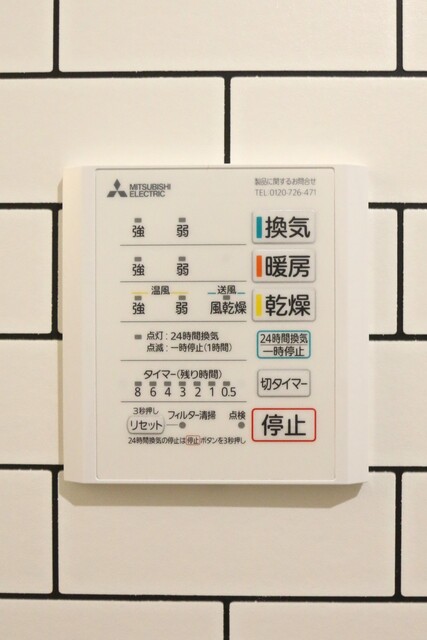 MITSUBISHI
ELECTRIC
製品に関するお問合せ
TEL 0120-726-471
強 弱 換気
強 弱 暖房
温風 送風
強 弱 風乾燥 乾燥
点灯：24時間換気
点滅：一時停止(1時間)
24時間換気
一時停止
タイマー(残り時間)
8 6 4 3 2 1 0.5
切タイマー
3秒押し
リセット フィルター清掃 点検
停止
24時間換気の停止は停止ボタンを3秒押し